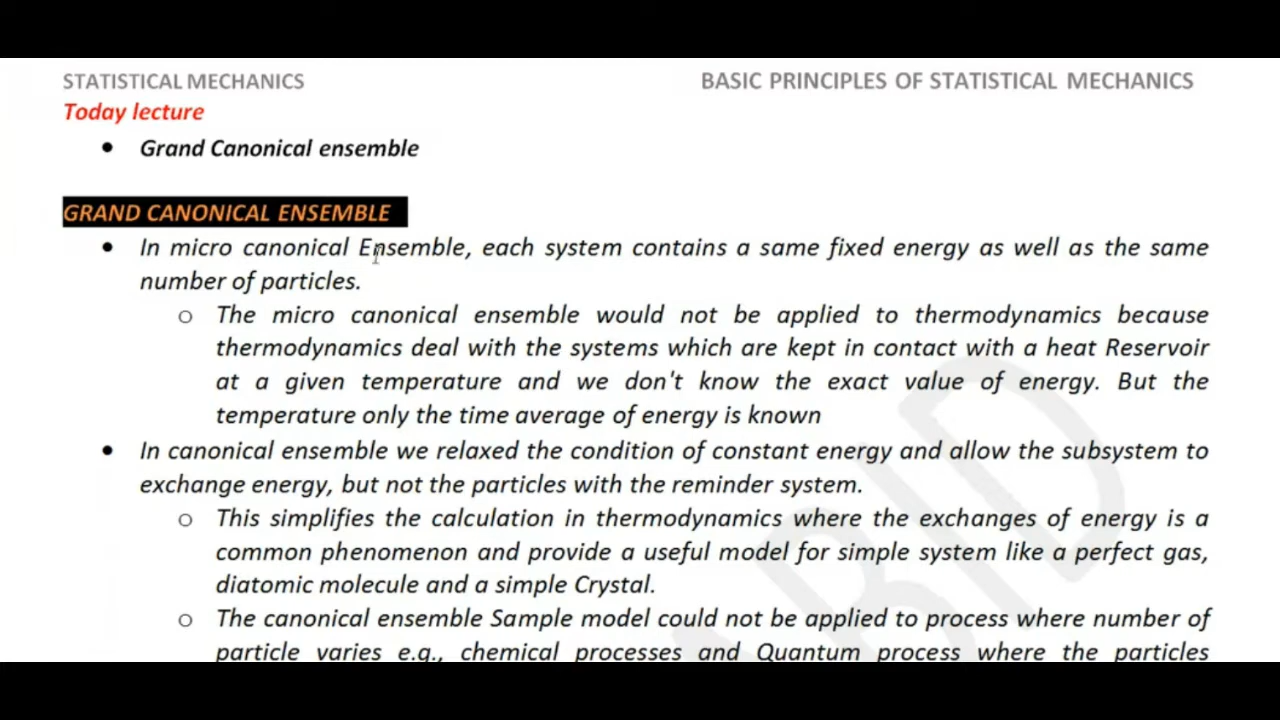 STATISTICAL MECHANICS BASIC PRINCIPLES OF STATISTICAL MECHANICS
Today lecture
• Grand Canonical ensemble
GRAND CANONICAL ENSEMBLE
• In micro canonical Ensemble, each system contains a same fixed energy as well as the same
number of particles.
o The micro canonical ensemble would not be applied to thermodynamics because
thermodynamics deal with the systems which are kept in contact with a heat Reservoir
at a given temperature and we don't know the exact value of energy. But the
temperature only the time average of energy is known
• In canonical ensemble we relaxed the condition of constant energy and allow the subsystem to
exchange energy, but not the particles with the reminder system.
o This simplifies the calculation in thermodynamics where the exchanges of energy is a
common phenomenon and provide a useful model for simple system like a perfect gas,
diatomic molecule and a simple Crystal.
o The canonical ensemble Sample model could not be applied to process where number of
particle varies e.g., chemical processes and Quantum process where the particles